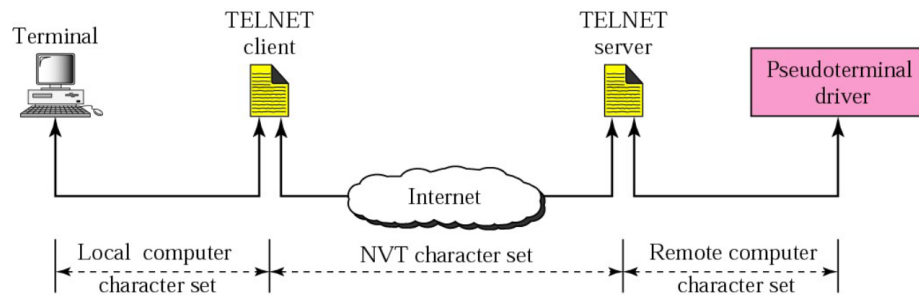 Terminal
TELNET
client
TELNET
server
Pseudoterminal
driver
Internet
Local computer
character set
NVT character set
Remote computer
character set